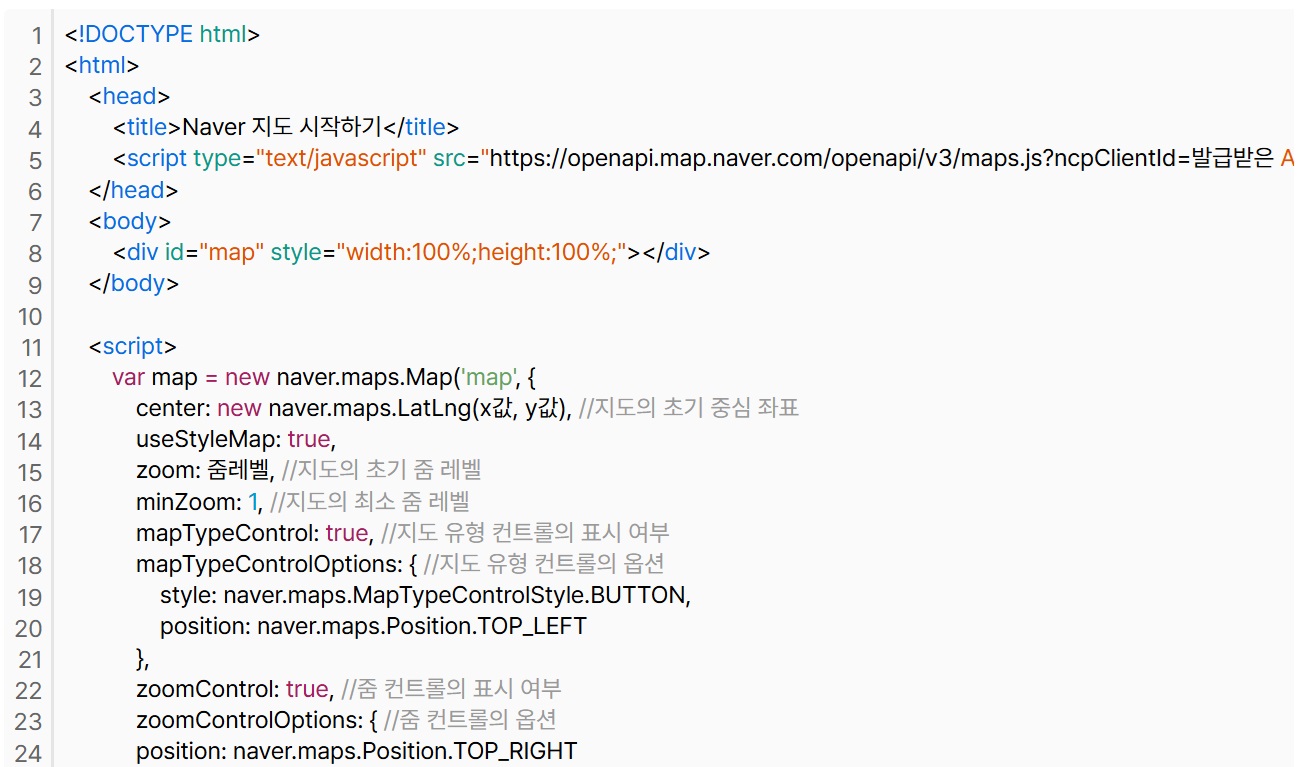 1 <!DOCTYPE html>
2 <html>
3 <head>
4 <title>Naver 지도 시작하기</title>
5 <script type="text/javascript" src="https://openapi.map.naver.com/openapi/v3/maps.js?ncpClientId=발급받은 A
6 </head>
7 <body>
8 <div id="map" style="width:100%;height:100%;"></div>
9 </body>
10
11 <script>
12 var map = new naver.maps.Map('map', {
13 center: new naver.maps.LatLng(x값, y값), //지도의 초기 중심 좌표
14 useStyleMap: true,
15 zoom: 줌레벨, //지도의 초기 줌 레벨
16 minZoom: 1, //지도의 최소 줌 레벨
17 mapTypeControl: true, //지도 유형 컨트롤의 표시 여부
18 mapTypeControlOptions: { //지도 유형 컨트롤의 옵션
19 style: naver.maps.MapTypeControlStyle.BUTTON,
20 position: naver.maps.Position.TOP_LEFT
21 },
22 zoomControl: true, //줌 컨트롤의 표시 여부
23 zoomControlOptions: { //줌 컨트롤의 옵션
24 position: naver.maps.Position.TOP_RIGHT